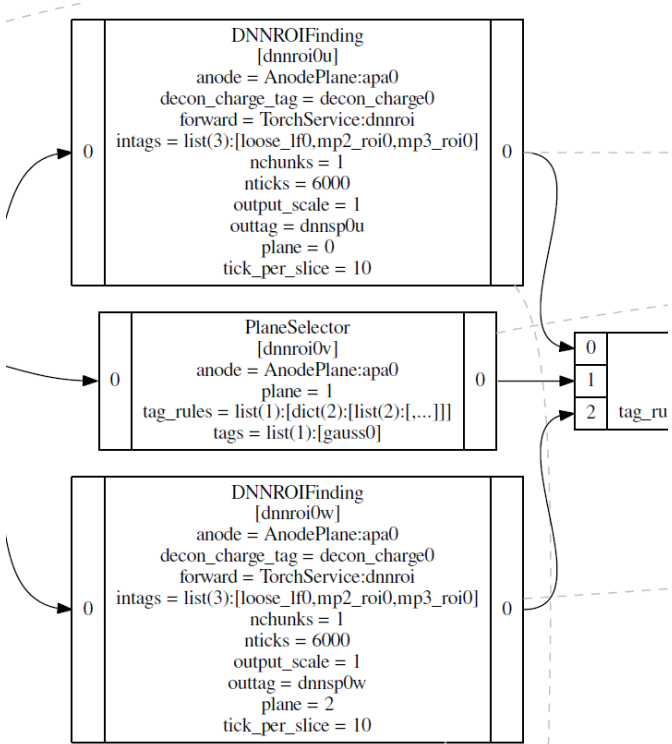 DNNROIFinding
[dnnroi0u]
anode = AnodePlane:apa0
decon_charge_tag = decon_charge0
forward = TorchService:dnnroi
intags = list(3):[loose_lf0,mp2_roi0,mp3_roi0]
0
nchunks = 1
0
nticks = 6000
output_scale = 1
outtag = dnnsp0u
plane = 0
tick_per_slice = 10
PlaneSelector
[dnnroi0v]
anode = AnodePlane:apa0
0
plane = 1
0
tag_rules = list(1):[dict(2):[list(2):[,...]]]
tags = list(1):[gauss0]
0
1
2
tag_ru
DNNROIFinding
[dnnroi0w]
anode = AnodePlane:apa0
decon_charge_tag = decon_charge0
forward = TorchService:dnnroi
intags = list(3):[loose_lf0,mp2_roi0,mp3_roi0]
0
nchunks = 1
0
nticks = 6000
output_scale = 1
outtag = dnnsp0w
plane = 2
tick_per_slice = 10